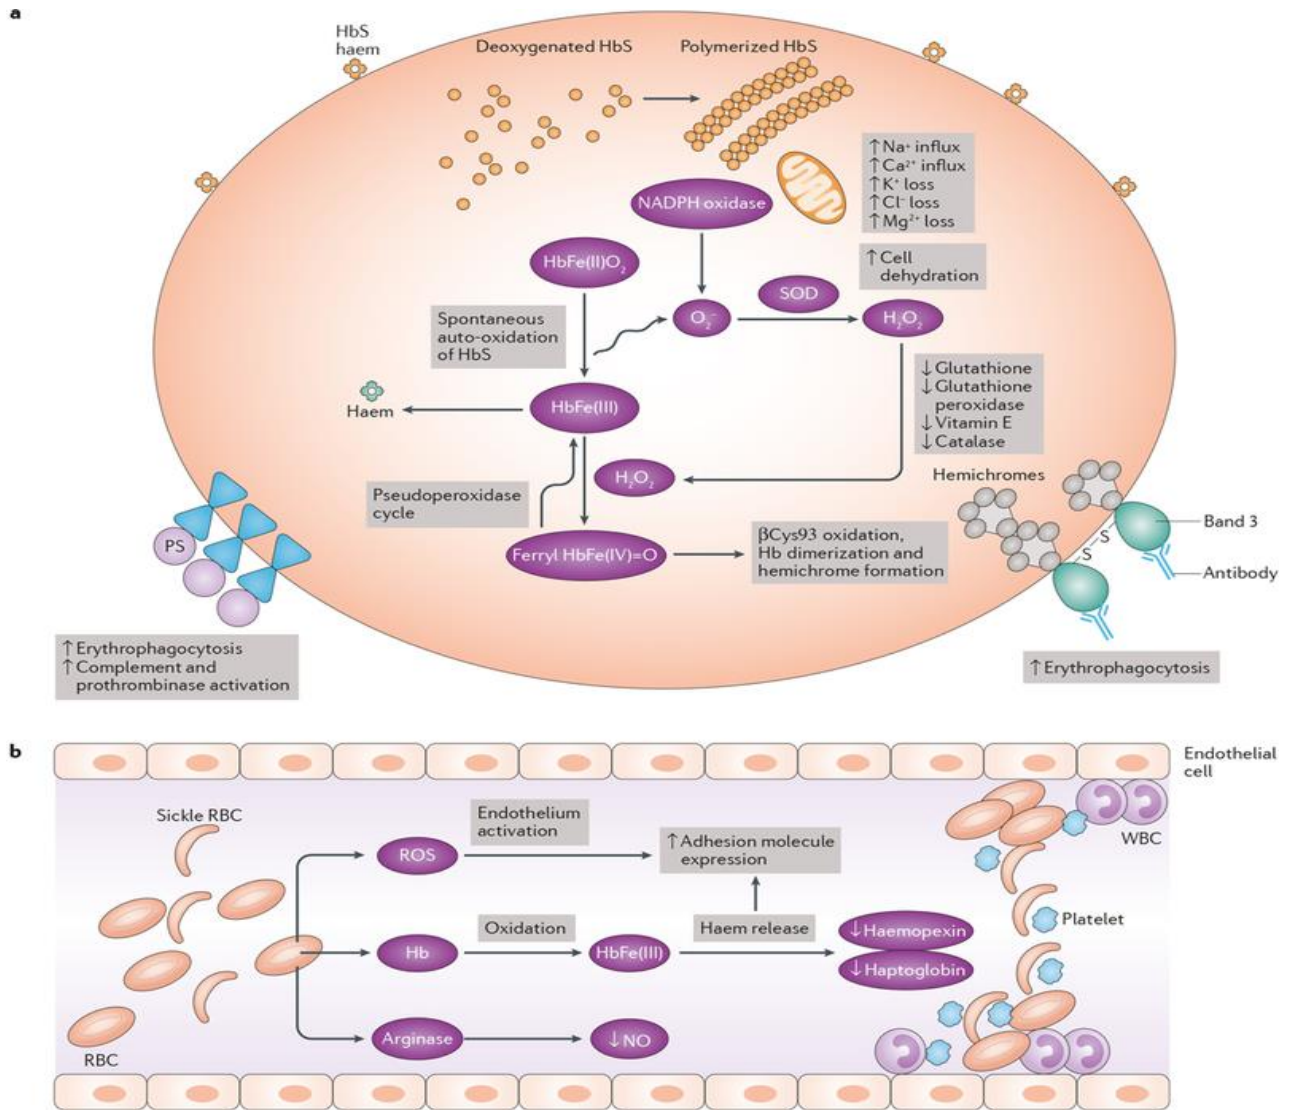 a
HbS
haem
Deoxygenated HbS
Polymerized HbS
↑Na⁺ influx
↑Ca²⁺ influx
↑K⁺ loss
↑Cl⁻ loss
↑Mg²⁺ loss
NADPH oxidase
HbFe(II)O₂
↑Cell
dehydration
SOD
O₂⁻
H₂O₂
Spontaneous
auto-oxidation
of HbS
↓Glutathione
↓Glutathione
peroxidase
↓Vitamin E
↓Catalase
Haem
HbFe(III)
H₂O₂
Hemichromes
Pseudoperoxidase
cycle
Band 3
S
S
PS
Ferryl HbFe(IV)=O
βCys93 oxidation,
Hb dimerization and
hemichrome formation
Antibody
↑Erythrophagocytosis
↑Complement and
prothrombinase activation
↑Erythrophagocytosis
b
Endothelial
cell
Sickle RBC
Endothelium
activation
ROS
↑Adhesion molecule
expression
WBC
Oxidation
Haem release
Platelet
Hb
HbFe(III)
↓Haemopexin
↓Haptoglobin
Arginase
↓NO
RBC